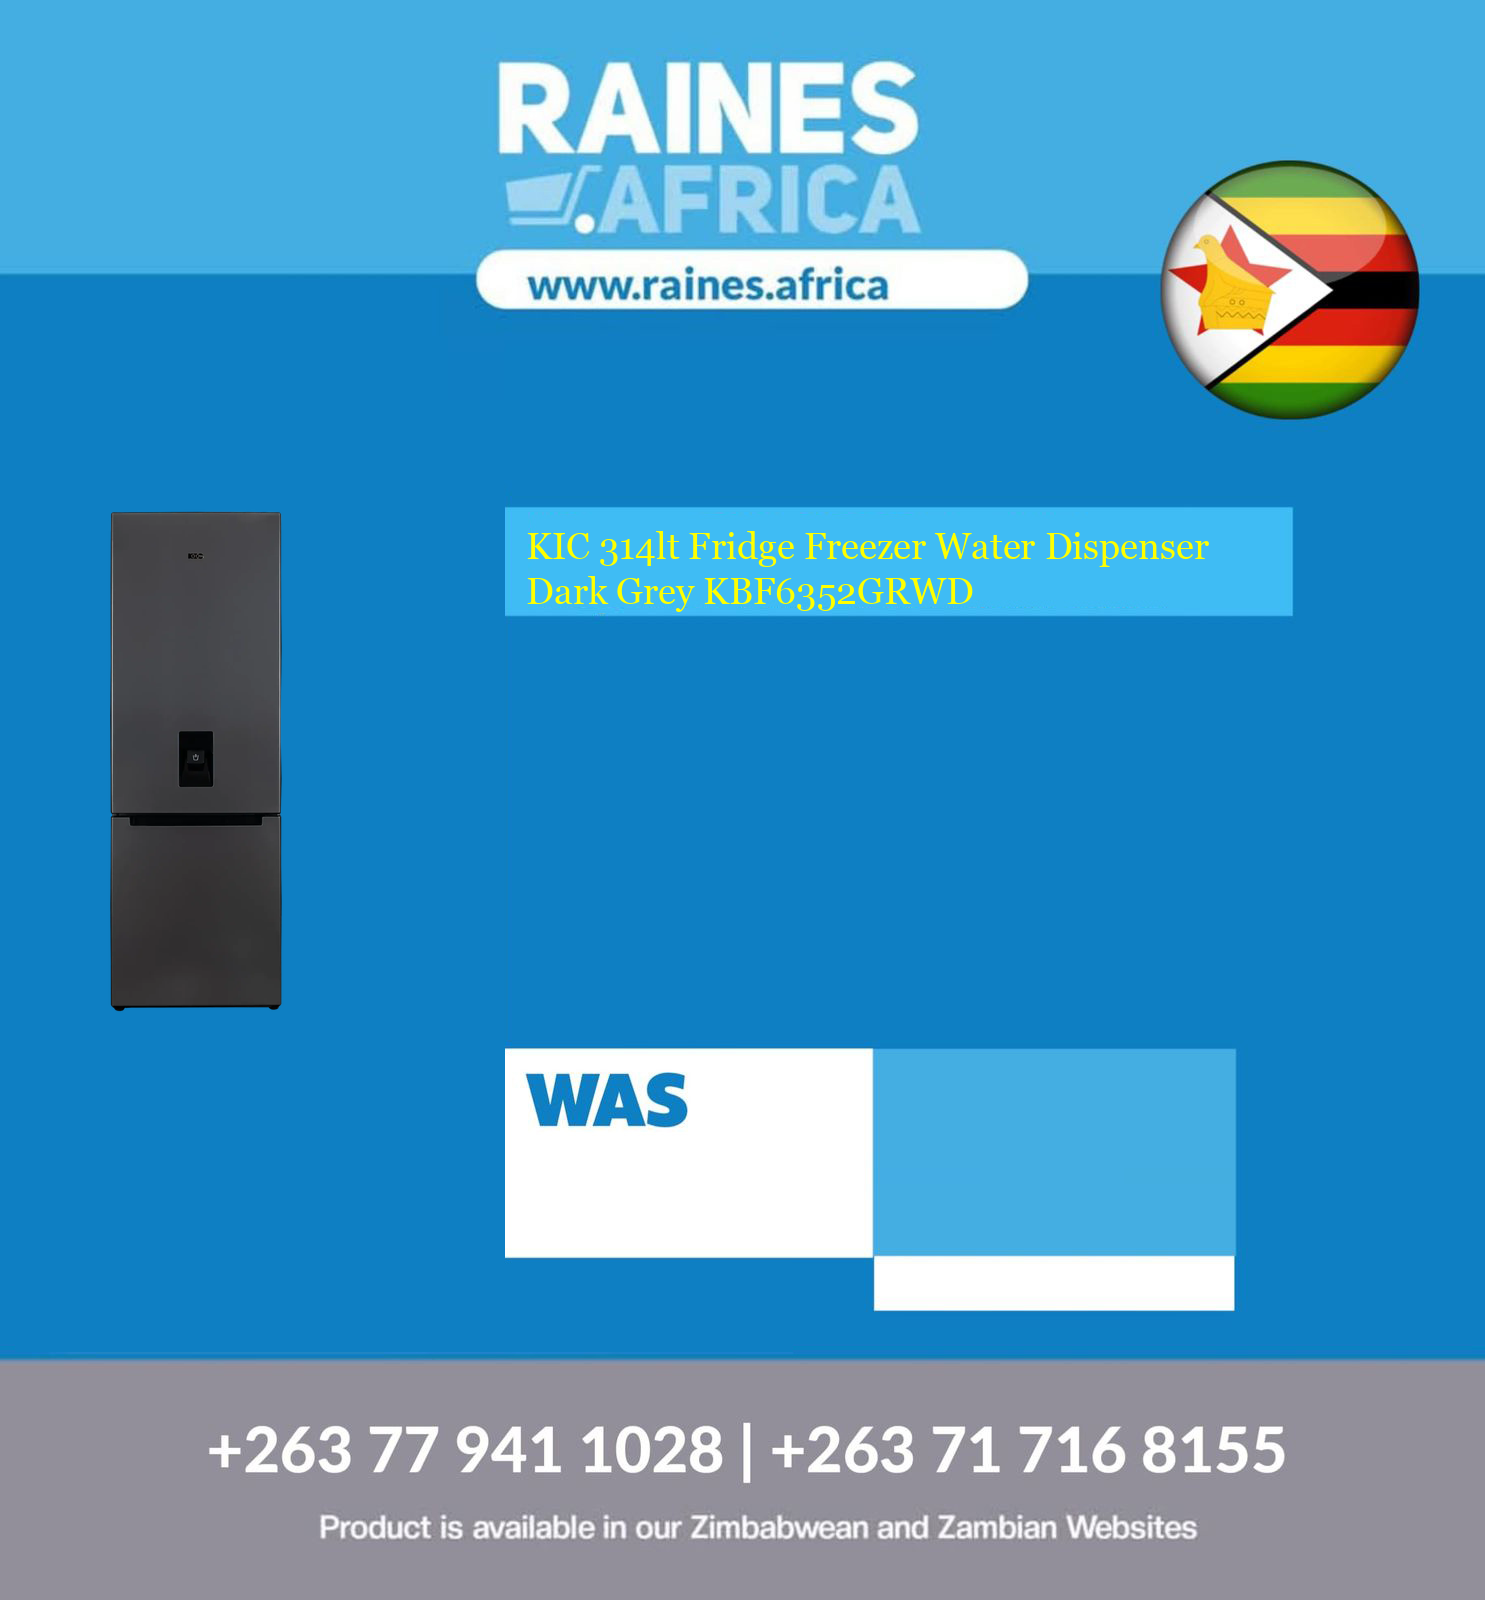 RAINES
.AFRICA
www.raines.africa
KIC 314lt Fridge Freezer Water Dispenser
Dark Grey KBF6352GRWD
WAS
+263 77 941 1028 | +263 71 716 8155
Product is available in our Zimbabwean and Zambian Websites